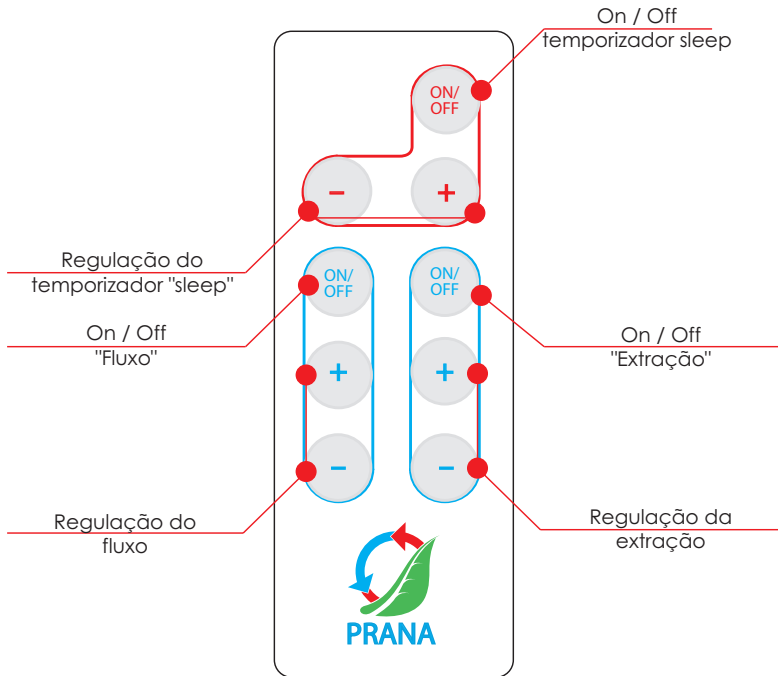 On / Off
temporizador sleep
ON/
OFF
- +
Regulação do
temporizador "sleep"
ON/
OFF
ON/
OFF
On / Off
"Fluxo"
On / Off
"Extração"
+ +
- -
Regulação do
fluxo
Regulação da
extração
PRANA